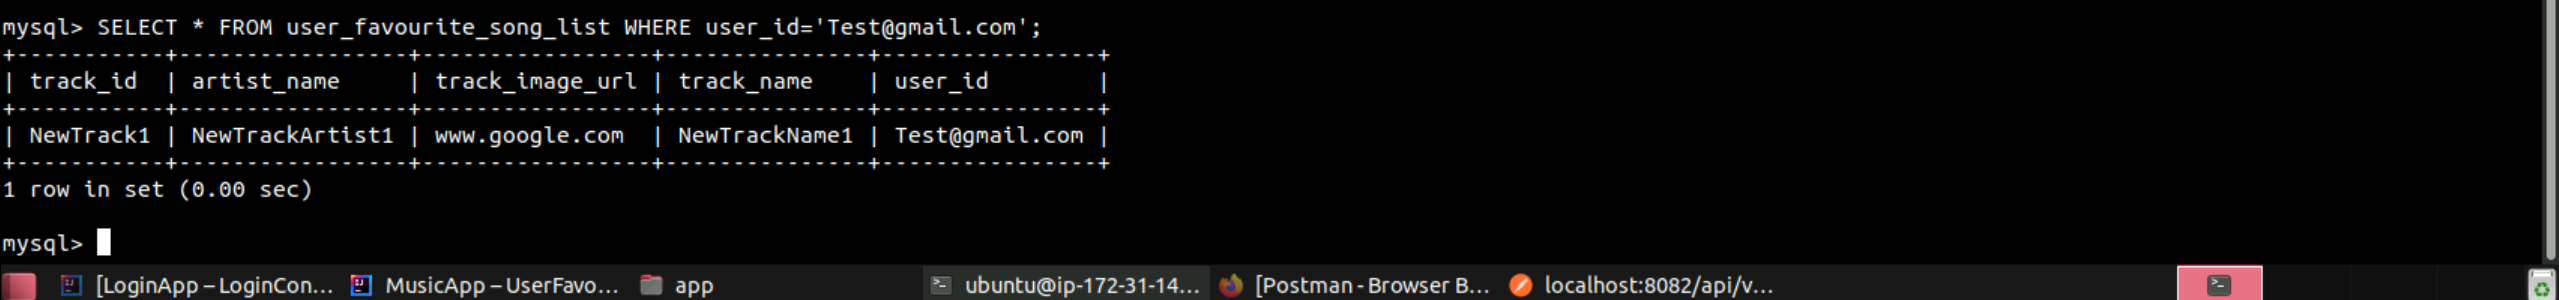 mysql> SELECT * FROM user_favourite_song_list WHERE user_id='Test@gmail.com';
+-----------+-----------------+-----------------+---------------+----------------+
| track_id  | artist_name     | track_image_url | track_name    | user_id        |
+-----------+-----------------+-----------------+---------------+----------------+
| NewTrack1 | NewTrackArtist1 | www.google.com  | NewTrackName1 | Test@gmail.com |
+-----------+-----------------+-----------------+---------------+----------------+
1 row in set (0.00 sec)
mysql>
[LoginApp – LoginCon... MusicApp – UserFavo... app ubuntu@ip-172-31-14... [Postman - Browser B... localhost:8082/api/v...